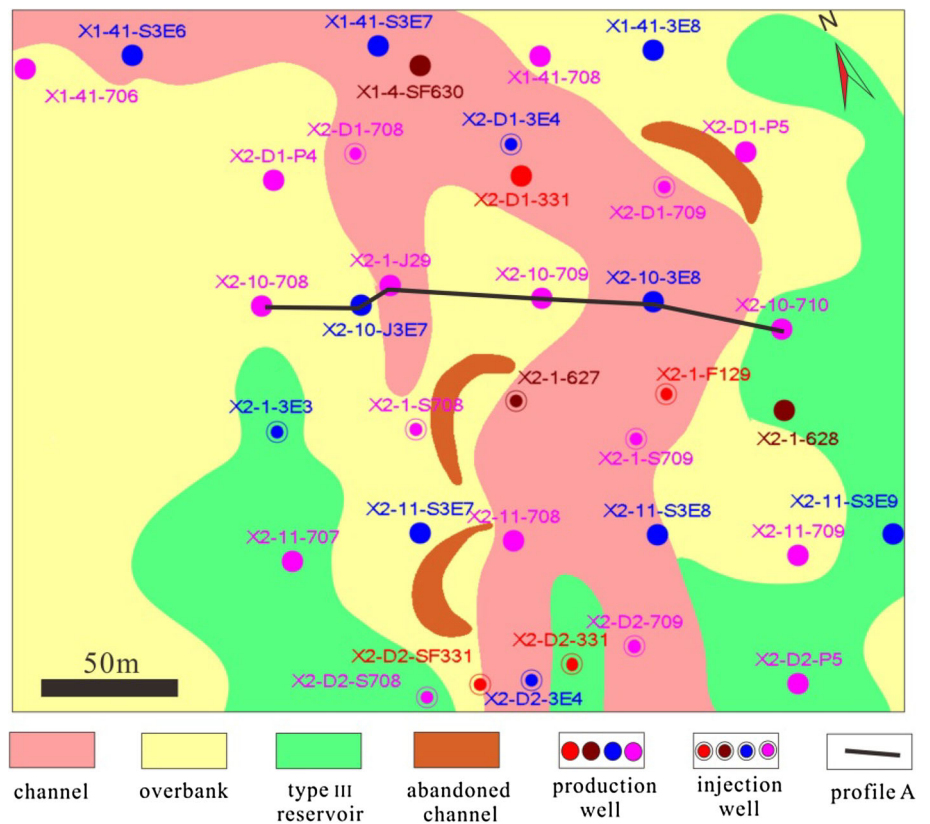 X1-41-S3E6
X1-41-S3E7
X1-41-3E8
N
X1-41-706
X1-4-SF630
X1-41-708
X2-D1-708
X2-D1-3E4
X2-D1-P5
X2-D1-P4
X2-D1-331
X2-D1-709
X2-10-708
X2-1-J29
X2-10-709
X2-10-3E8
X2-10-710
X2-10-J3E7
X2-1-627
X2-1-F129
X2-1-3E3
X2-1-S708
X2-1-628
X2-1-S709
X2-11-S3E7
X2-11-708
X2-11-S3E8
X2-11-S3E9
X2-11-707
X2-11-709
X2-D2-709
X2-D2-331
X2-D2-SF331
X2-D2-P5
50m
X2-D2-S708
X2-D2-3E4
channel
overbank
type III
reservoir
abandoned
channel
production
well
injection
well
profile A